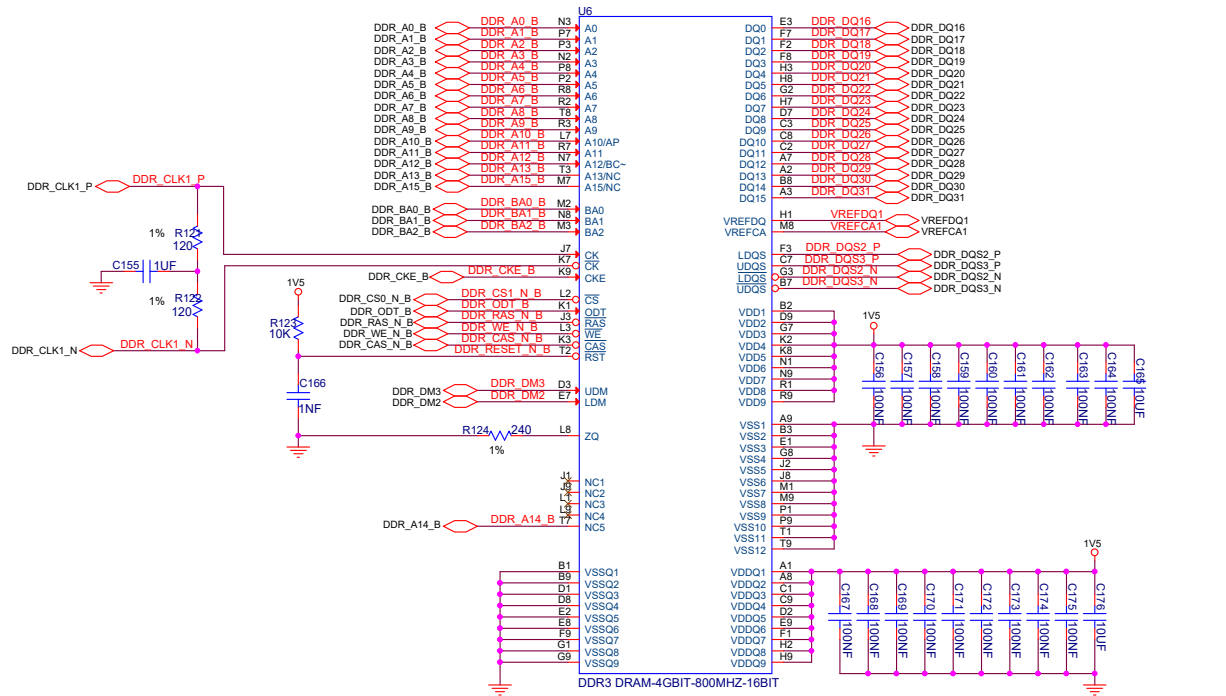 U6
DDR_A0_B DDR_A0_B N3 A0
DDR_A1_B DDR_A1_B P7 A1
DDR_A2_B DDR_A2_B P3 A2
DDR_A3_B DDR_A3_B N2 A3
DDR_A4_B DDR_A4_B P8 A4
DDR_A5_B DDR_A5_B P2 A5
DDR_A6_B DDR_A6_B R8 A6
DDR_A7_B DDR_A7_B R2 A7
DDR_A8_B DDR_A8_B T8 A8
DDR_A9_B DDR_A9_B R3 A9
DDR_A10_B DDR_A10_B L7 A10/AP
DDR_A11_B DDR_A11_B R7 A11
DDR_A12_B DDR_A12_B N7 A12/BC~
DDR_A13_B DDR_A13_B T3 A13/NC
DDR_A15_B DDR_A15_B M7 A15/NC
DDR_BA0_B DDR_BA0_B M2 BA0
DDR_BA1_B DDR_BA1_B N8 BA1
DDR_BA2_B DDR_BA2_B M3 BA2
DDR_CLK1_P DDR_CLK1_P
1% R121
120
C155 1UF
1% R122
120
DDR_CLK1_N DDR_CLK1_N
J7 CK
K7 CK
DDR_CKE_B DDR_CKE_B K9 CKE
DDR_CS0_N_B DDR_CS1_N_B L2 CS
DDR_ODT_B DDR_ODT_B K1 ODT
DDR_RAS_N_B DDR_RAS_N_B J3 RAS
DDR_WE_N_B DDR_WE_N_B L3 WE
DDR_CAS_N_B DDR_CAS_N_B K3 CAS
DDR_RESET_N_B T2 RST
1V5
R123
10K
C166
1NF
DDR_DM3 DDR_DM3 D3 UDM
DDR_DM2 DDR_DM2 E7 LDM
R124 240 L8 ZQ
1%
J1 NC1
J9 NC2
L1 NC3
L9 NC4
DDR_A14_B DDR_A14_B T7 NC5
B1 VSSQ1
B9 VSSQ2
D1 VSSQ3
D8 VSSQ4
E2 VSSQ5
E8 VSSQ6
F9 VSSQ7
G1 VSSQ8
G9 VSSQ9
DQ0 E3 DDR_DQ16 DDR_DQ16
DQ1 F7 DDR_DQ17 DDR_DQ17
DQ2 F2 DDR_DQ18 DDR_DQ18
DQ3 F8 DDR_DQ19 DDR_DQ19
DQ4 H3 DDR_DQ20 DDR_DQ20
DQ5 H8 DDR_DQ21 DDR_DQ21
DQ6 G2 DDR_DQ22 DDR_DQ22
DQ7 H7 DDR_DQ23 DDR_DQ23
DQ8 D7 DDR_DQ24 DDR_DQ24
DQ9 C3 DDR_DQ25 DDR_DQ25
DQ10 C8 DDR_DQ26 DDR_DQ26
DQ11 C2 DDR_DQ27 DDR_DQ27
DQ12 A7 DDR_DQ28 DDR_DQ28
DQ13 A2 DDR_DQ29 DDR_DQ29
DQ14 B8 DDR_DQ30 DDR_DQ30
DQ15 A3 DDR_DQ31 DDR_DQ31
VREFDQ H1 VREFDQ1 VREFDQ1
VREFCA M8 VREFCA1 VREFCA1
LDQS F3 DDR_DQS2_P DDR_DQS2_P
UDQS C7 DDR_DQS3_P DDR_DQS3_P
LDQS G3 DDR_DQS2_N DDR_DQS2_N
UDQS B7 DDR_DQS3_N DDR_DQS3_N
VDD1 B2
VDD2 D9
VDD3 G7
VDD4 K2
VDD5 K8
VDD6 N1
VDD7 N9
VDD8 R1
VDD9 R9
1V5
C156 100NF
C157 100NF
C158 100NF
C159 100NF
C160 100NF
C161 100NF
C162 100NF
C163 100NF
C164 100NF
C165 10UF
VSS1 A9
VSS2 B3
VSS3 E1
VSS4 G8
VSS5 J2
VSS6 J8
VSS7 M1
VSS8 M9
VSS9 P1
VSS10 P9
VSS11 T1
VSS12 T9
VDDQ1 A1
VDDQ2 A8
VDDQ3 C1
VDDQ4 C9
VDDQ5 D2
VDDQ6 E9
VDDQ7 F1
VDDQ8 H2
VDDQ9 H9
1V5
C167 100NF
C168 100NF
C169 100NF
C170 100NF
C171 100NF
C172 100NF
C173 100NF
C174 100NF
C175 100NF
C176 10UF
DDR3 DRAM-4GBIT-800MHZ-16BIT